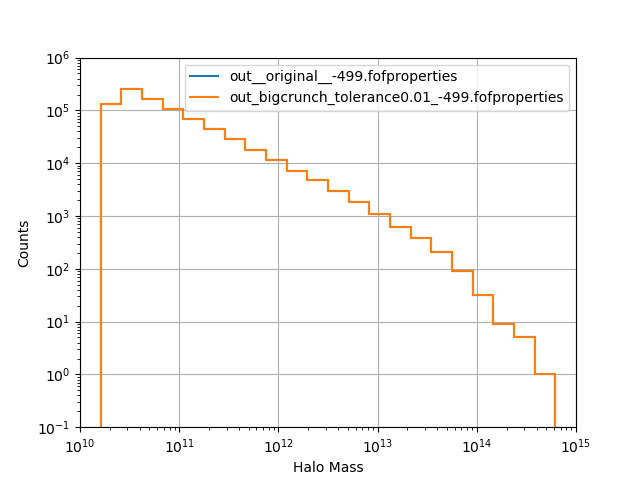 out__original__-499.fofproperties
out_bigcrunch_tolerance0.01_-499.fofproperties
10^6
10^5
10^4
10^3
10^2
10^1
10^0
10^-1
Counts
10^10 10^11 10^12 10^13 10^14 10^15
Halo Mass